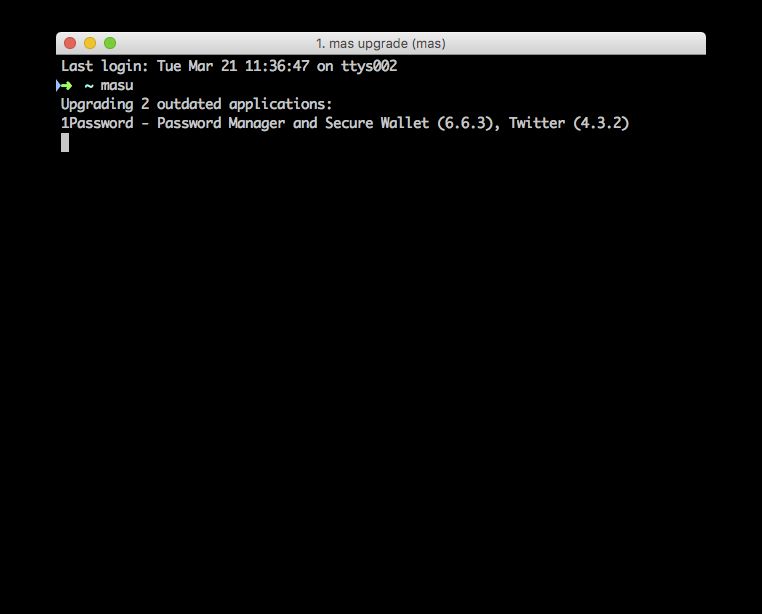 1. mas upgrade (mas)
Last login: Tue Mar 21 11:36:47 on ttys002
➜ ~ masu
Upgrading 2 outdated applications:
1Password - Password Manager and Secure Wallet (6.6.3), Twitter (4.3.2)